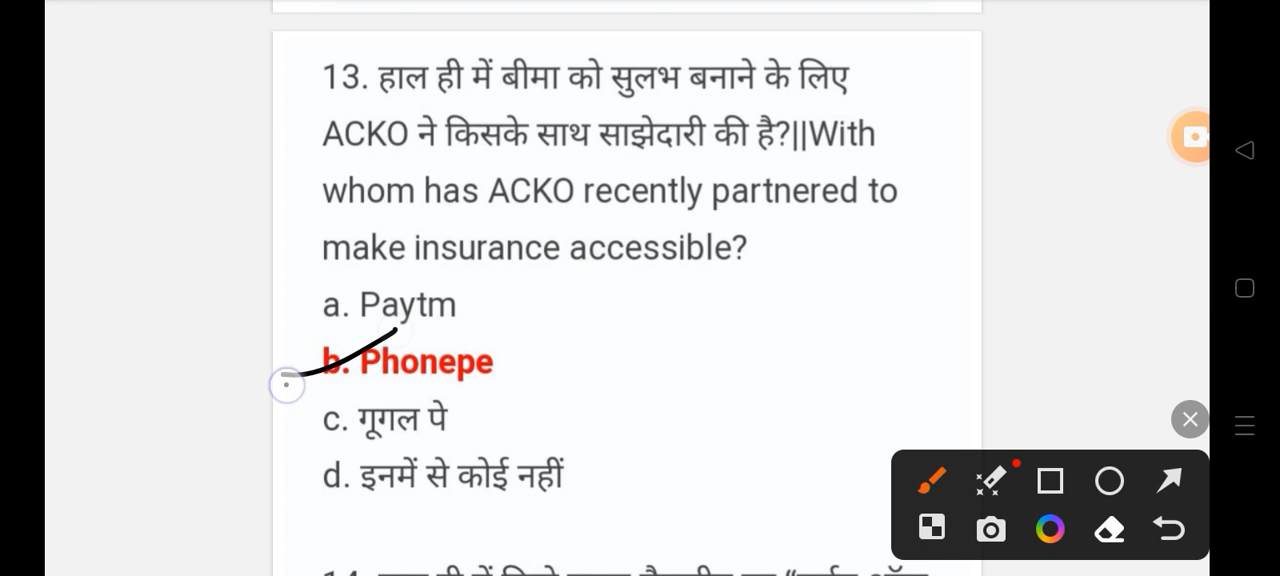 13. हाल ही में बीमा को सुलभ बनाने के लिए
ACKO ने किसके साथ साझेदारी की है?||With
whom has ACKO recently partnered to
make insurance accessible?
a. Paytm
b. Phonepe
c. गूगल पे
d. इनमें से कोई नहीं